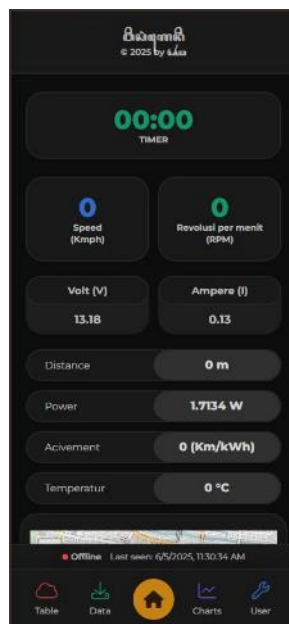 © 2025 by
00:00
TIMER
0
Speed
(Kmph)
0
Revolusi per menit
(RPM)
Volt (V)
13.18
Ampere (I)
0.13
Distance
0 m
Power
1.7134 W
Acivement
0 (Km/kWh)
Temperatur
0 °C
Offline Last seen: 6/5/2025, 11:30:34 AM
Table
Data
Charts
User